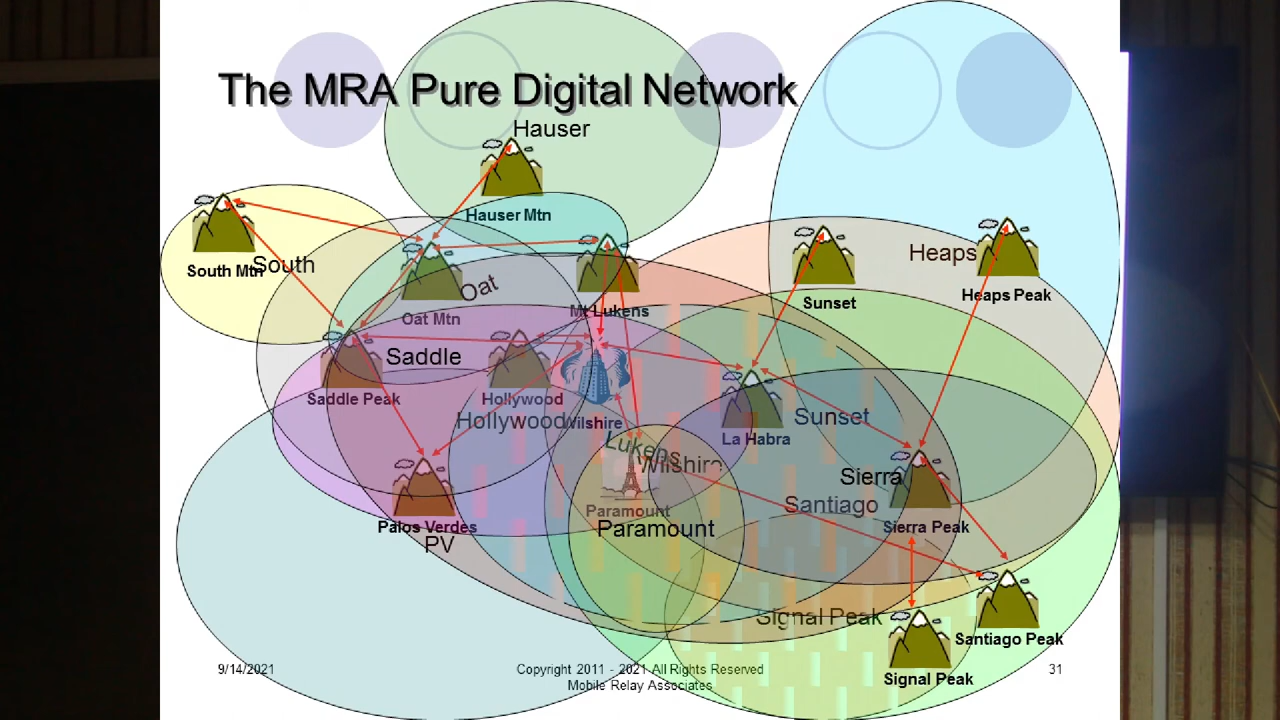 The MRA Pure Digital Network
Hauser
Hauser Mtn
South Mtn
South
Oat
Oat Mtn
Mt Lukens
Sunset
Heaps
Heaps Peak
Saddle
Saddle Peak
Hollywood
Hollywood
Wilshire
La Habra
Sunset
Lukens
Wilshire
Sierra
Santiago
Sierra Peak
Paramount
Paramount
Palos Verdes
PV
Signal Peak
Santiago Peak
Signal Peak
9/14/2021
Copyright 2011 - 2021 All Rights Reserved
Mobile Relay Associates
31